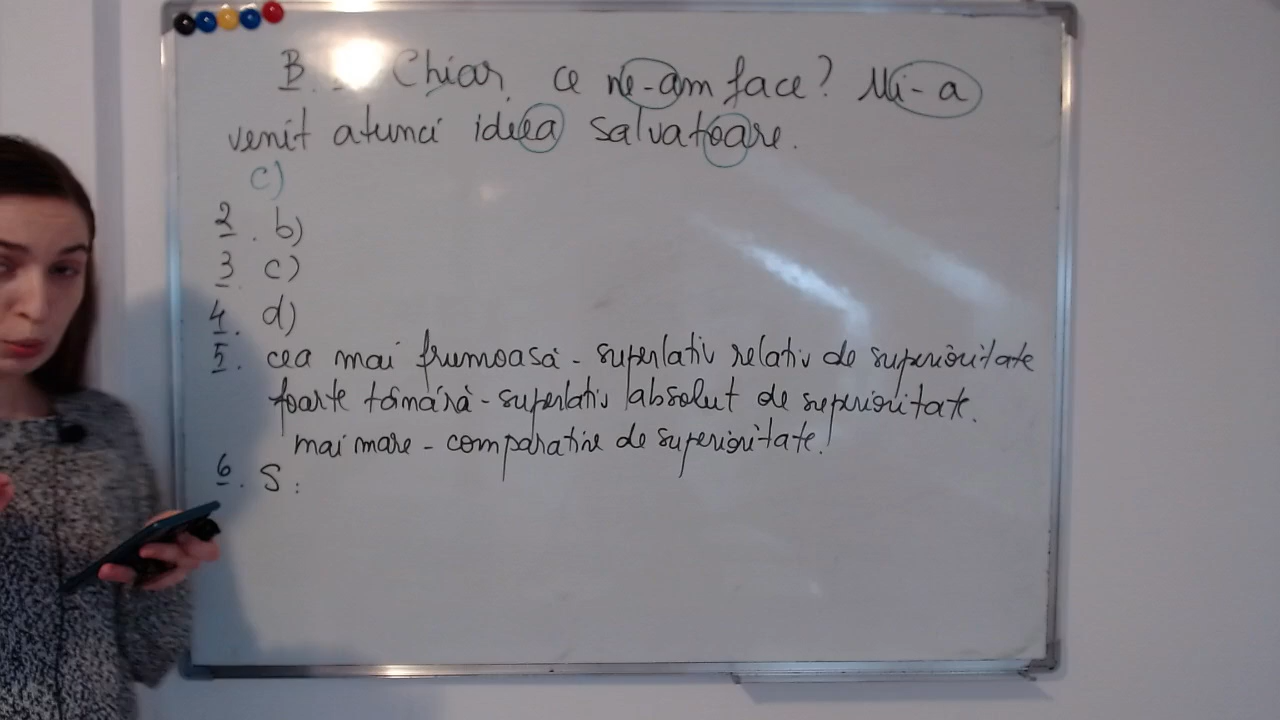 B. 1. Chiar, ce ne-am face? Mi-a
venit atunci ideea salvatoare.
c)
2. b)
3. c)
4. d)
5. cea mai frumoasă - superlativ relativ de superioritate
foarte tânără - superlativ absolut de superioritate.
mai mare - comparativ de superioritate.
6. S: